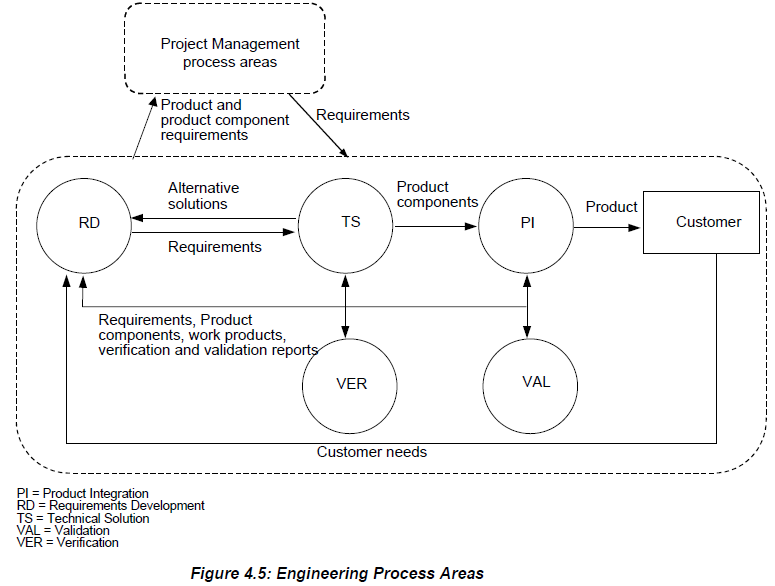 Project Management
process areas
Product and
product component
requirements
Requirements
Alternative
solutions
Product
components
Product
RD
TS
PI
Customer
Requirements
Requirements, Product
components, work products,
verification and validation reports
VER
VAL
Customer needs
PI = Product Integration
RD = Requirements Development
TS = Technical Solution
VAL = Validation
VER = Verification
Figure 4.5: Engineering Process Areas